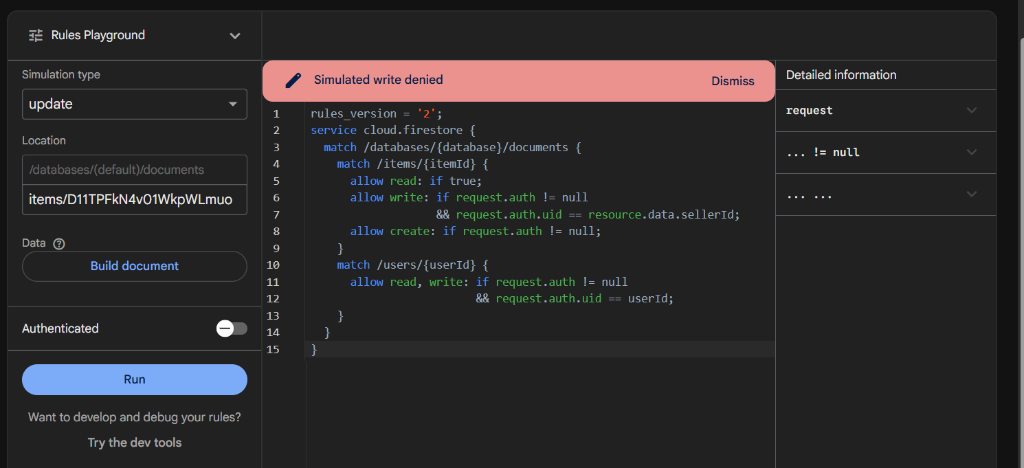 Rules Playground
Simulation type
update
Location
/databases/(default)/documents
items/D11TPFkN4v01WkpWLmuo
Data
Build document
Authenticated
Run
Want to develop and debug your rules?
Try the dev tools
Simulated write denied
Dismiss
1 rules_version = '2';
2 service cloud.firestore {
3   match /databases/{database}/documents {
4     match /items/{itemId} {
5       allow read: if true;
6       allow write: if request.auth != null
7                    && request.auth.uid == resource.data.sellerId;
8       allow create: if request.auth != null;
9     }
10     match /users/{userId} {
11       allow read, write: if request.auth != null
12                          && request.auth.uid == userId;
13     }
14   }
15 }
Detailed information
request
... != null
... ...